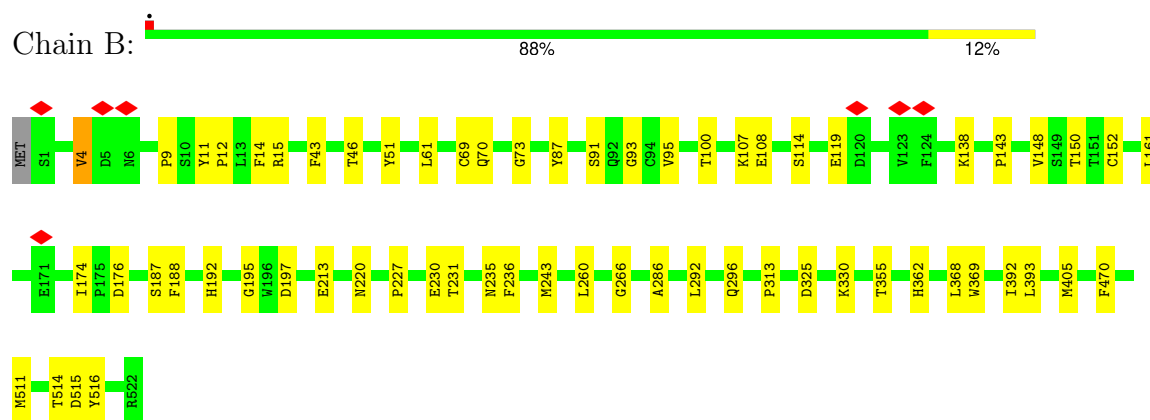 Chain B:
88% 12%
MET S1 V4 D5 N6 P9 S10 Y11 P12 L13 F14 R15 F43 T46 Y51 L61 C69 Q70 G73 Y87 S91 Q92 G93 C94 V95 T100 K107 E108 S114 E119 D120 V123 F124 K138 P143 V148 S149 T150 T151 C152
E171 I174 P175 D176 S187 F188 H192 G195 W196 D197 E213 N220 P227 E230 T231 N235 F236 M243 L260 G266 A286 L292 Q296 P313 D325 K330 T355 H362 L368 W369 I392 L393 M405 F470
M511 T514 D515 Y516 R522